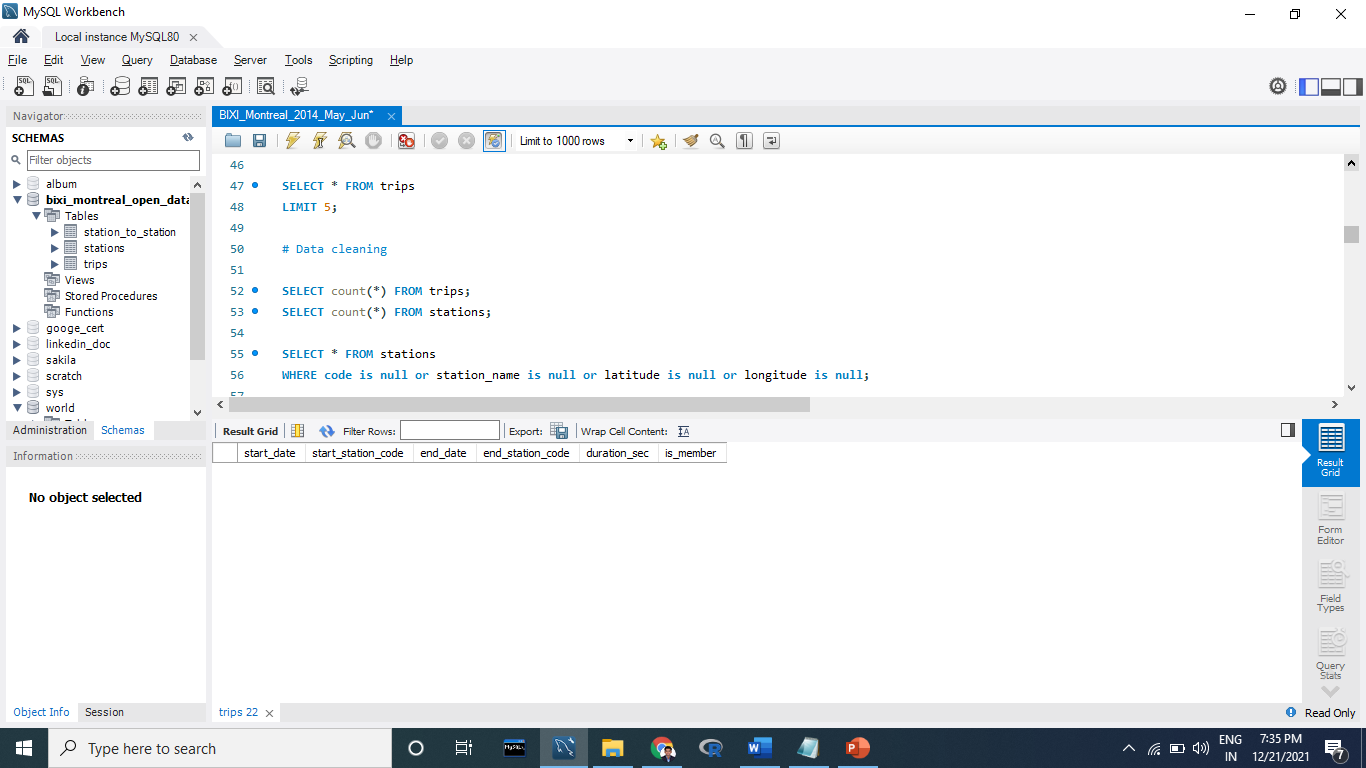 MySQL Workbench
Local instance MySQL80
File Edit View Query Database Server Tools Scripting Help
Navigator
SCHEMAS
Filter objects
album
bixi_montreal_open_data
Tables
station_to_station
stations
trips
Views
Stored Procedures
Functions
googe_cert
linkedin_doc
sakila
scratch
sys
world
Administration Schemas
Information
No object selected
Object Info Session
BIXI_Montreal_2014_May_Jun*
Limit to 1000 rows
46
47 SELECT * FROM trips
48 LIMIT 5;
49
50 # Data cleaning
51
52 SELECT count(*) FROM trips;
53 SELECT count(*) FROM stations;
54
55 SELECT * FROM stations
56 WHERE code is null or station_name is null or latitude is null or longitude is null;
57
Result Grid Filter Rows: Export: Wrap Cell Content:
start_date start_station_code end_date end_station_code duration_sec is_member
Result
Grid
Form
Editor
Field
Types
Query
Stats
trips 22
Read Only
Type here to search
ENG
IN
7:35 PM
12/21/2021
7